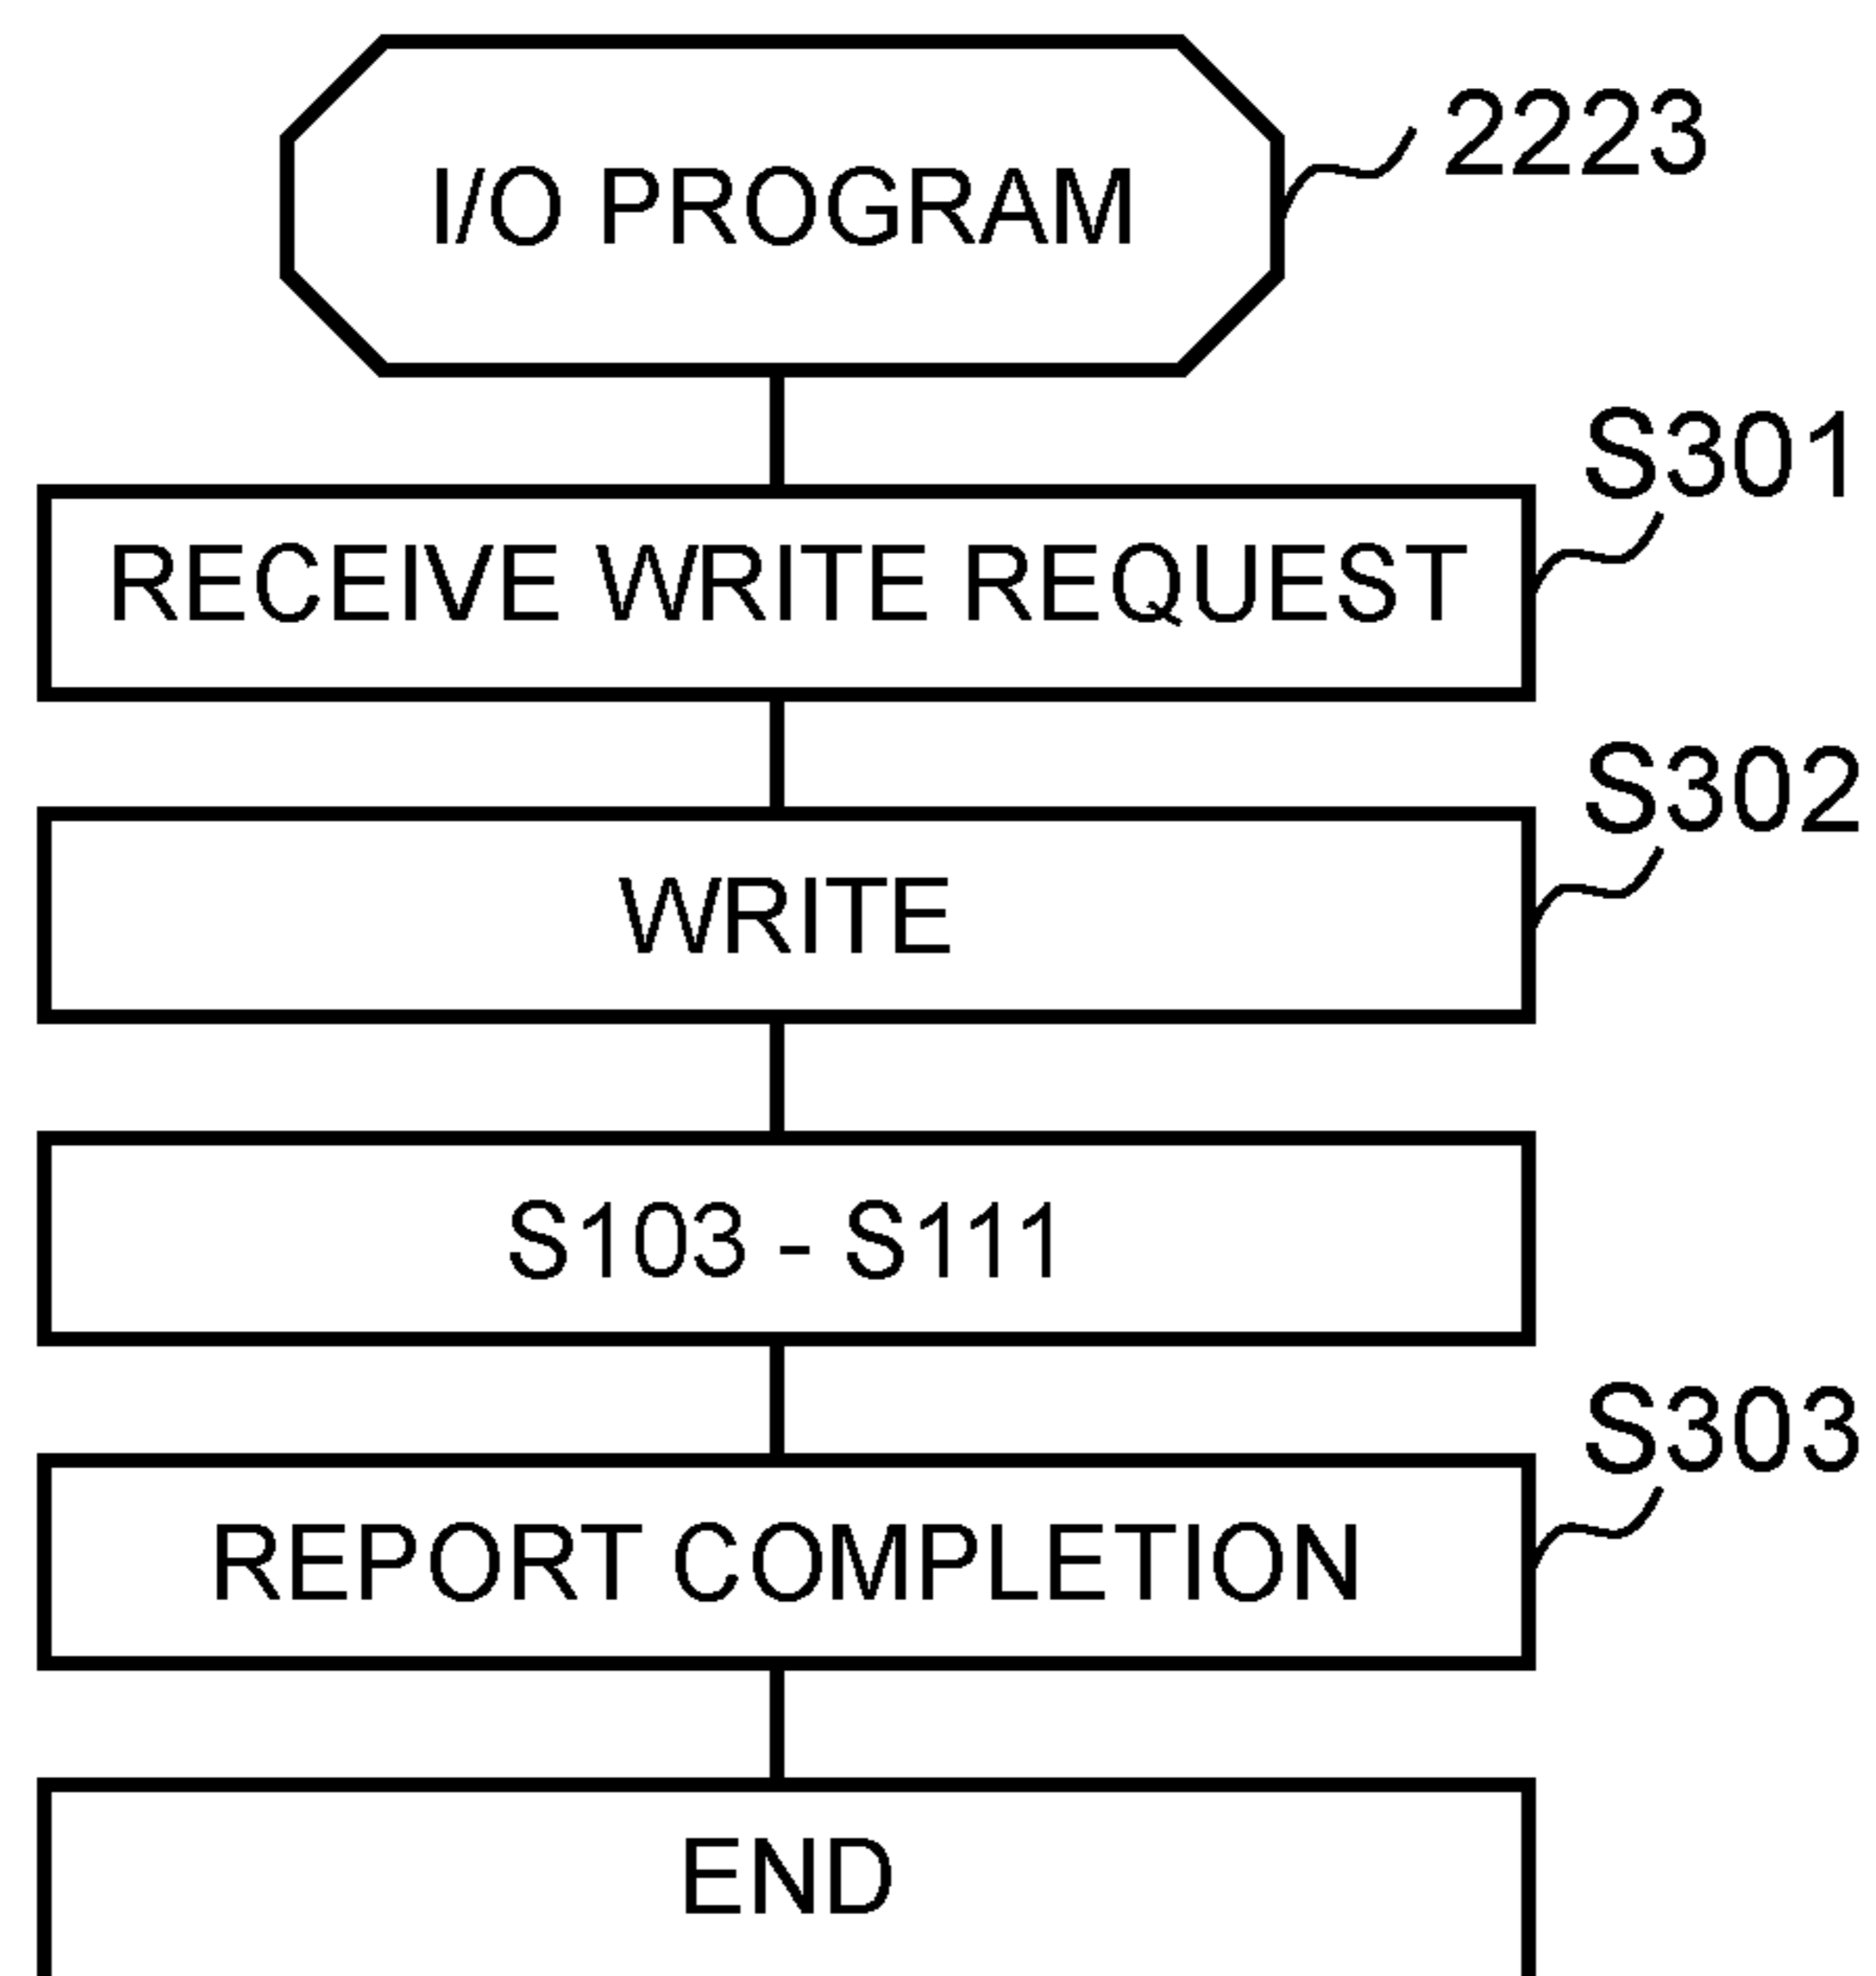 I/O PROGRAM
2223
S301
RECEIVE WRITE REQUEST
S302
WRITE
S103 - S111
S303
REPORT COMPLETION
END